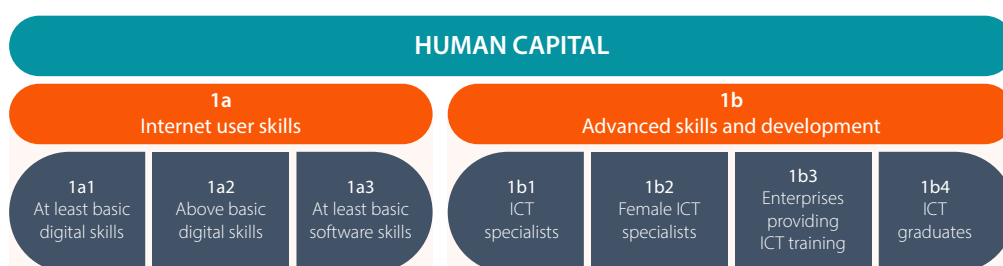 HUMAN CAPITAL
1a
Internet user skills
1b
Advanced skills and development
1a1
At least basic
digital skills
1a2
Above basic
digital skills
1a3
At least basic
software skills
1b1
ICT
specialists
1b2
Female ICT
specialists
1b3
Enterprises
providing
ICT training
1b4
ICT
graduates